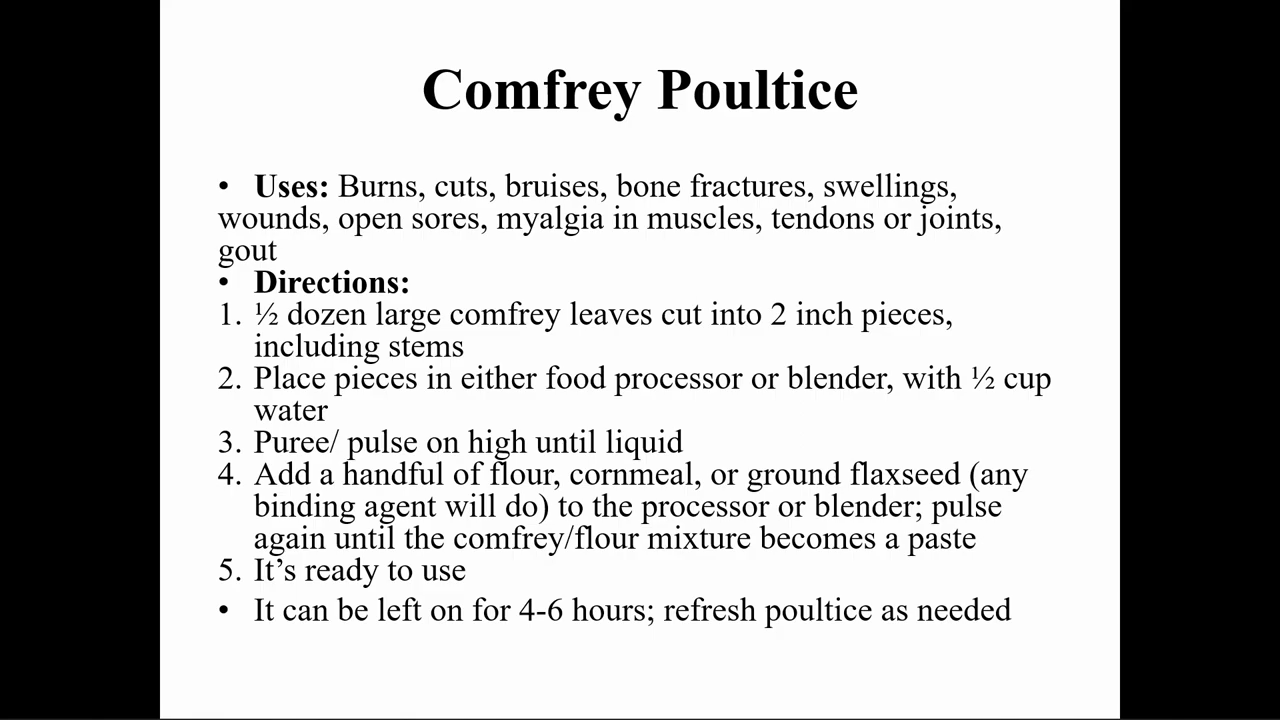 Comfrey Poultice
• Uses: Burns, cuts, bruises, bone fractures, swellings,
wounds, open sores, myalgia in muscles, tendons or joints,
gout
• Directions:
1. ½ dozen large comfrey leaves cut into 2 inch pieces,
including stems
2. Place pieces in either food processor or blender, with ½ cup
water
3. Puree/ pulse on high until liquid
4. Add a handful of flour, cornmeal, or ground flaxseed (any
binding agent will do) to the processor or blender; pulse
again until the comfrey/flour mixture becomes a paste
5. It’s ready to use
• It can be left on for 4-6 hours; refresh poultice as needed